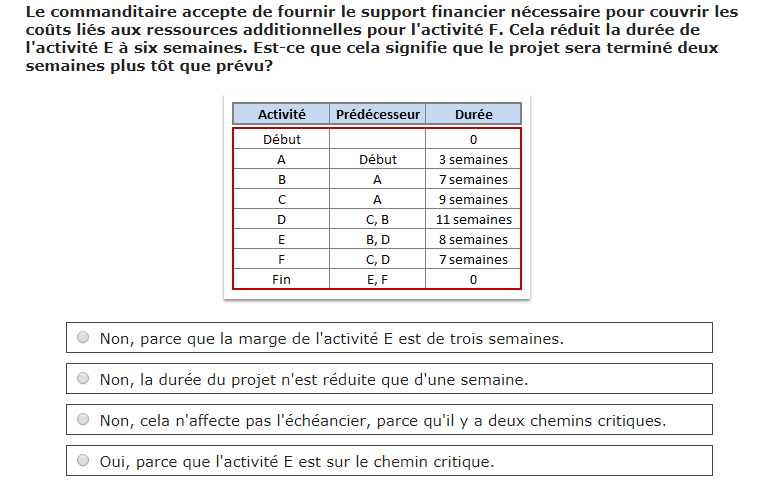 Le commanditaire accepte de fournir le support financier nécessaire pour couvrir les
coûts liés aux ressources additionnelles pour l'activité F. Cela réduit la durée de
l'activité E à six semaines. Est-ce que cela signifie que le projet sera terminé deux
semaines plus tôt que prévu?
Activité Prédécesseur Durée
Début 0
A Début 3 semaines
B A 7 semaines
C A 9 semaines
D C, B 11 semaines
E B, D 8 semaines
F C, D 7 semaines
Fin E, F 0
Non, parce que la marge de l'activité E est de trois semaines.
Non, la durée du projet n'est réduite que d'une semaine.
Non, cela n'affecte pas l'échéancier, parce qu'il y a deux chemins critiques.
Oui, parce que l'activité E est sur le chemin critique.